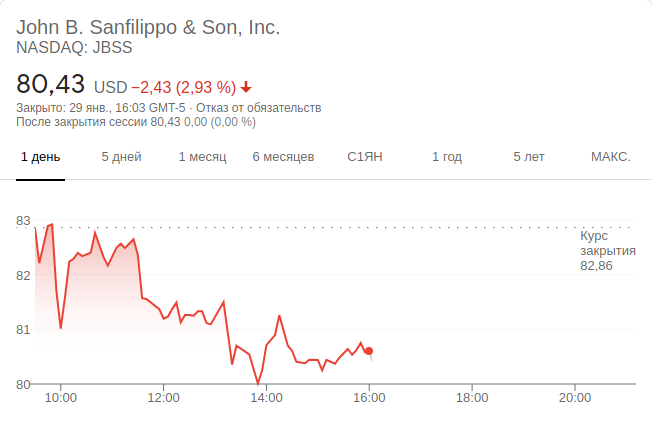 John B. Sanfilippo & Son, Inc.
NASDAQ: JBSS
80,43 USD −2,43 (2,93 %)
Закрыто: 29 янв., 16:03 GMT-5 · Отказ от обязательств
После закрытия сессии 80,43 0,00 (0,00 %)
1 день 5 дней 1 месяц 6 месяцев С1ЯН 1 год 5 лет МАКС.
83
Курс
закрытия
82,86
82
81
80
10:00 12:00 14:00 16:00 18:00 20:00